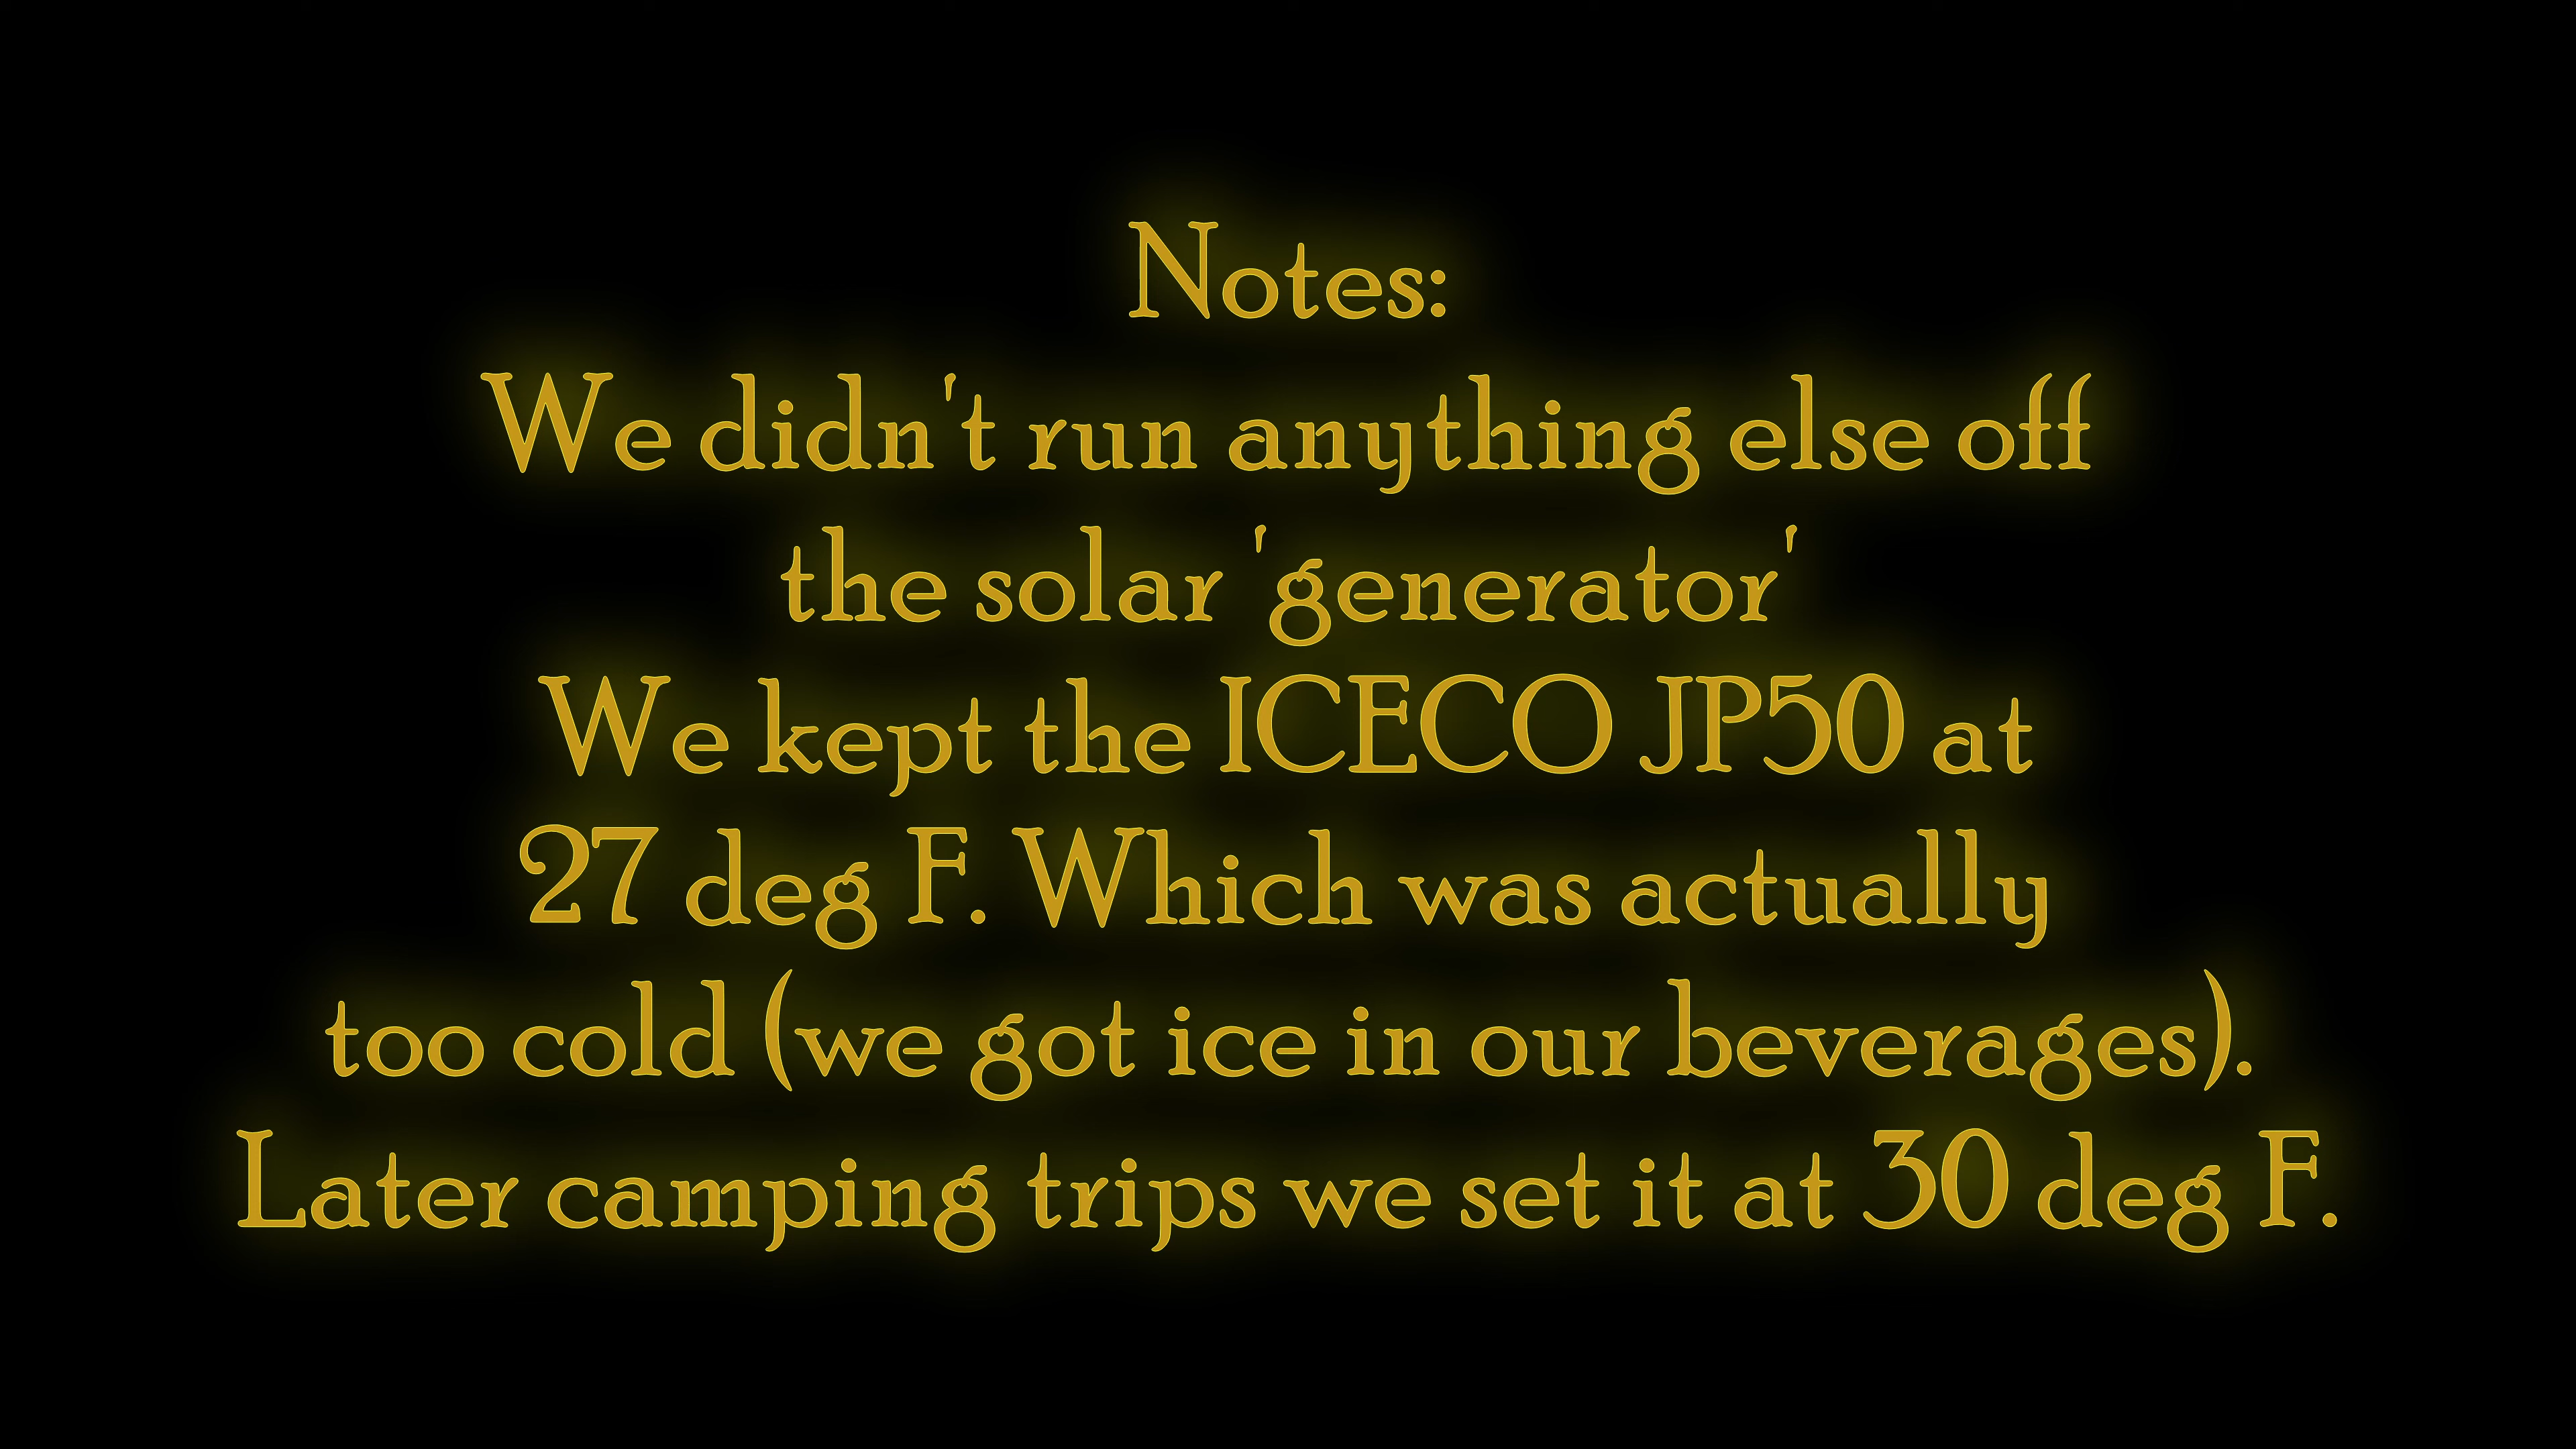 Notes:
We didn't run anything else off
the solar 'generator'
We kept the ICECO JP50 at
27 deg F. Which was actually
too cold (we got ice in our beverages).
Later camping trips we set it at 30 deg F.